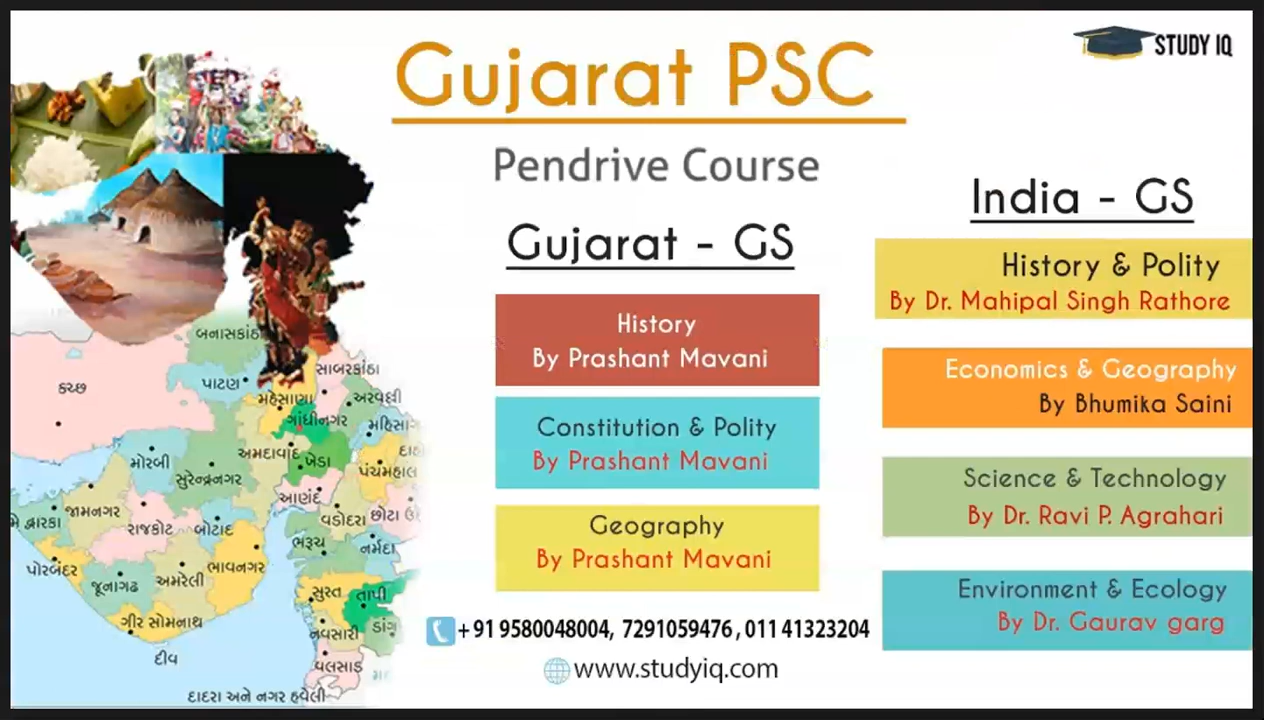 STUDY IQ
Gujarat PSC
Pendrive Course
Gujarat - GS
History
By Prashant Mavani
Constitution & Polity
By Prashant Mavani
Geography
By Prashant Mavani
India - GS
History & Polity
By Dr. Mahipal Singh Rathore
Economics & Geography
By Bhumika Saini
Science & Technology
By Dr. Ravi P. Agrahari
Environment & Ecology
By Dr. Gaurav garg
+ 91 9580048004, 7291059476 , 011 41323204
www.studyiq.com
બનાસકાંઠા
પાટણ
સાબરકાંઠા
કચ્છ
મહેસાણા
અરવલ્લી
ગાંધીનગર
મહિસા
અમદાવાદ
ખેડા
મોરબી
પંચમહાલ
સુરેન્દ્રનગર
આણંદ
જામનગર
વડોદરા
છોટા
દ્વારકા
રાજકોટ
બોટાદ
ભરૂચ
નર્મદા
પોરબંદર
જૂનાગઢ
અમરેલી
ભાવનગર
સુરત
તાપી
ગીર સોમનાથ
નવસારી
ડાંગ
દીવ
વલસાડ
દાદરા અને નગર હવેલી